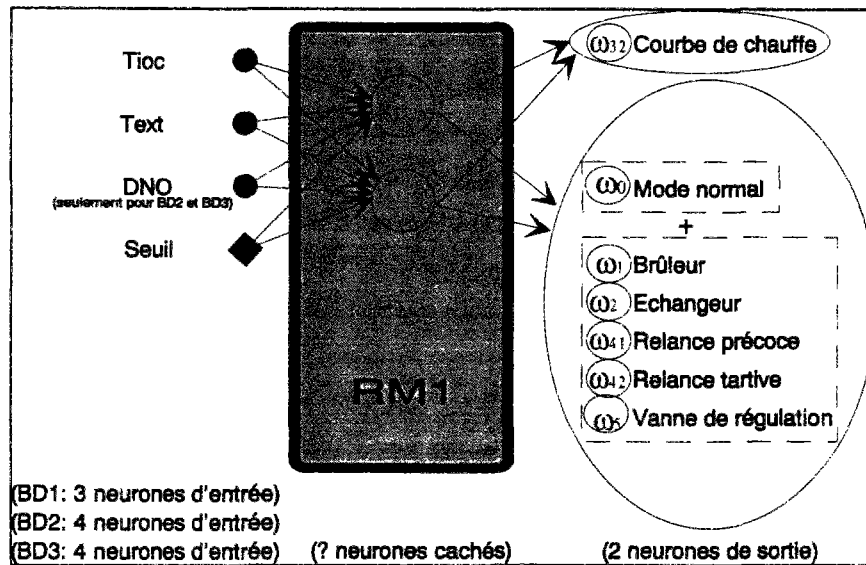 Tioc
Text
DNO
(seulement pour BD2 et BD3)
Seuil
RM1
ω32 Courbe de chauffe
ω0 Mode normal
+
ω1 Brûleur
ω2 Echangeur
ω41 Relance précoce
ω42 Relance tartive
ω5 Vanne de régulation
(BD1: 3 neurones d'entrée)
(BD2: 4 neurones d'entrée)
(BD3: 4 neurones d'entrée)
(? neurones cachés)
(2 neurones de sortie)